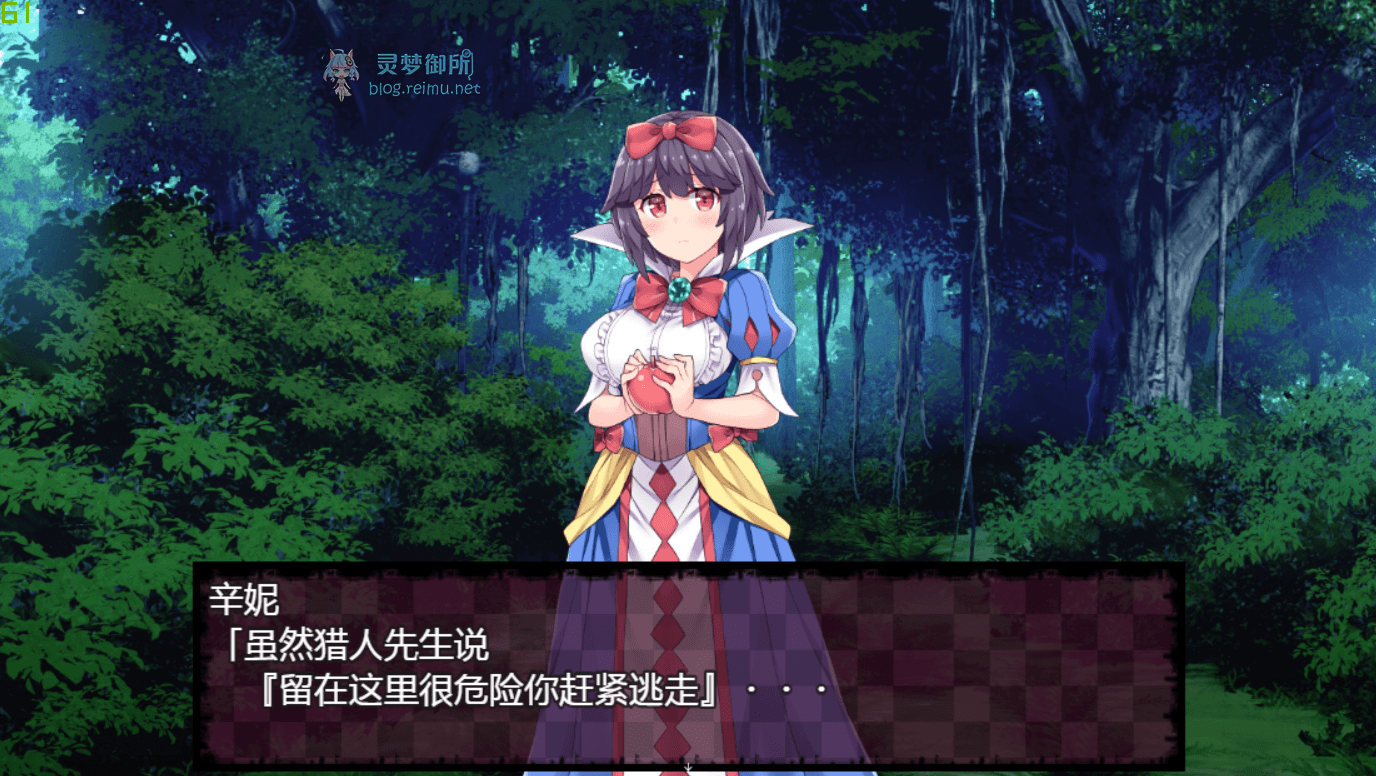 61
灵梦御所
blog.reimu.net
辛妮
「虽然猎人先生说
『留在这里很危险你赶紧逃走』・・・